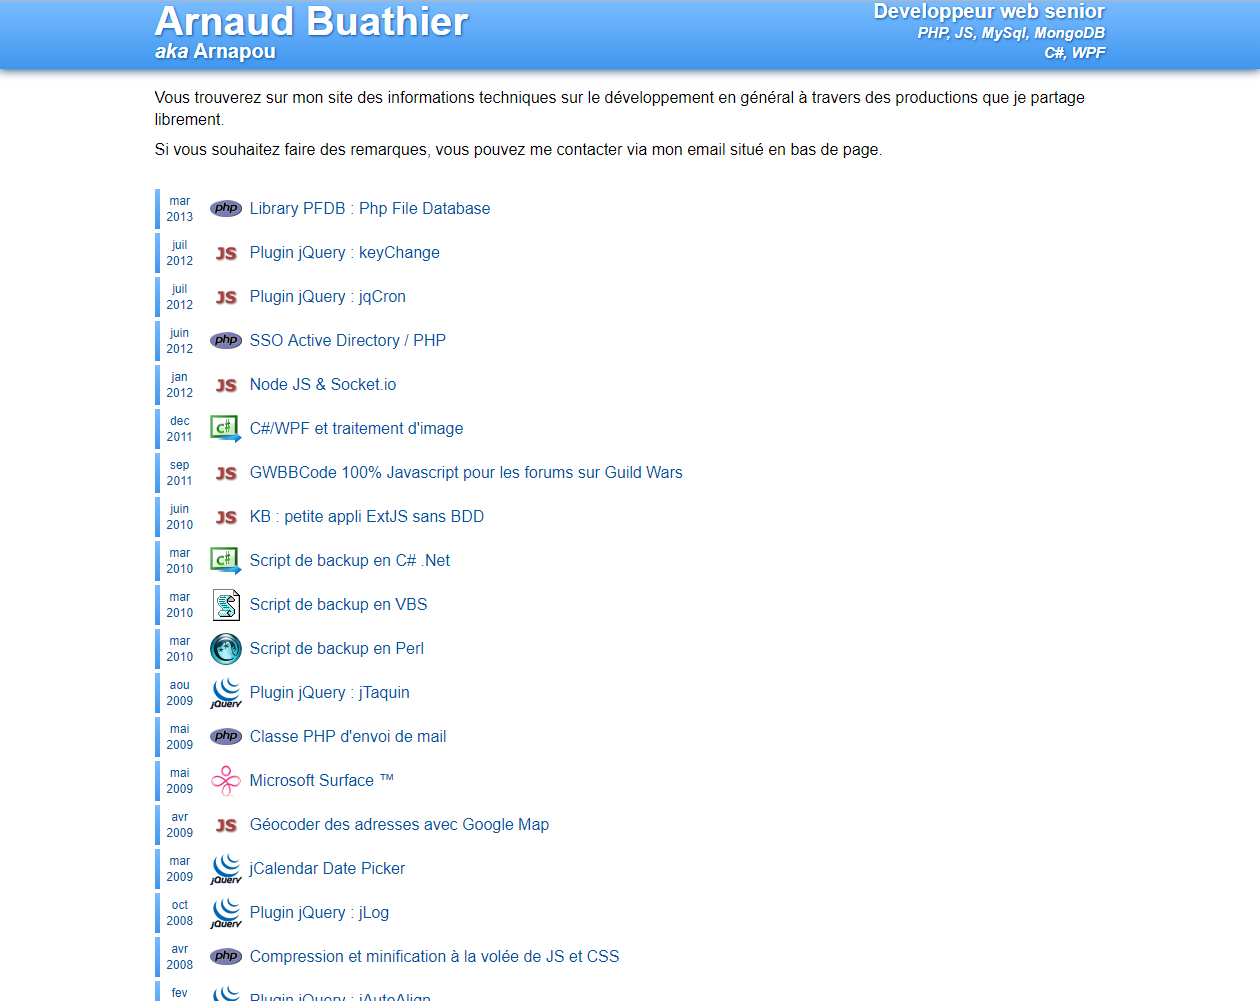 Arnaud Buathier
aka Arnapou
Developpeur web senior
PHP, JS, MySql, MongoDB
C#, WPF
Vous trouverez sur mon site des informations techniques sur le développement en général à travers des productions que je partage
librement.
Si vous souhaitez faire des remarques, vous pouvez me contacter via mon email situé en bas de page.
mar
2013
php
Library PFDB : Php File Database
juil
2012
JS
Plugin jQuery : keyChange
juil
2012
JS
Plugin jQuery : jqCron
juin
2012
php
SSO Active Directory / PHP
jan
2012
JS
Node JS & Socket.io
dec
2011
C#
C#/WPF et traitement d'image
sep
2011
JS
GWBBCode 100% Javascript pour les forums sur Guild Wars
juin
2010
JS
KB : petite appli ExtJS sans BDD
mar
2010
C#
Script de backup en C# .Net
mar
2010
Script de backup en VBS
mar
2010
Script de backup en Perl
aou
2009
jQuery
Plugin jQuery : jTaquin
mai
2009
php
Classe PHP d'envoi de mail
mai
2009
Microsoft Surface ™
avr
2009
JS
Géocoder des adresses avec Google Map
mar
2009
jQuery
jCalendar Date Picker
oct
2008
jQuery
Plugin jQuery : jLog
avr
2008
php
Compression et minification à la volée de JS et CSS
fev
Plugin jQuery : jAutoAlign